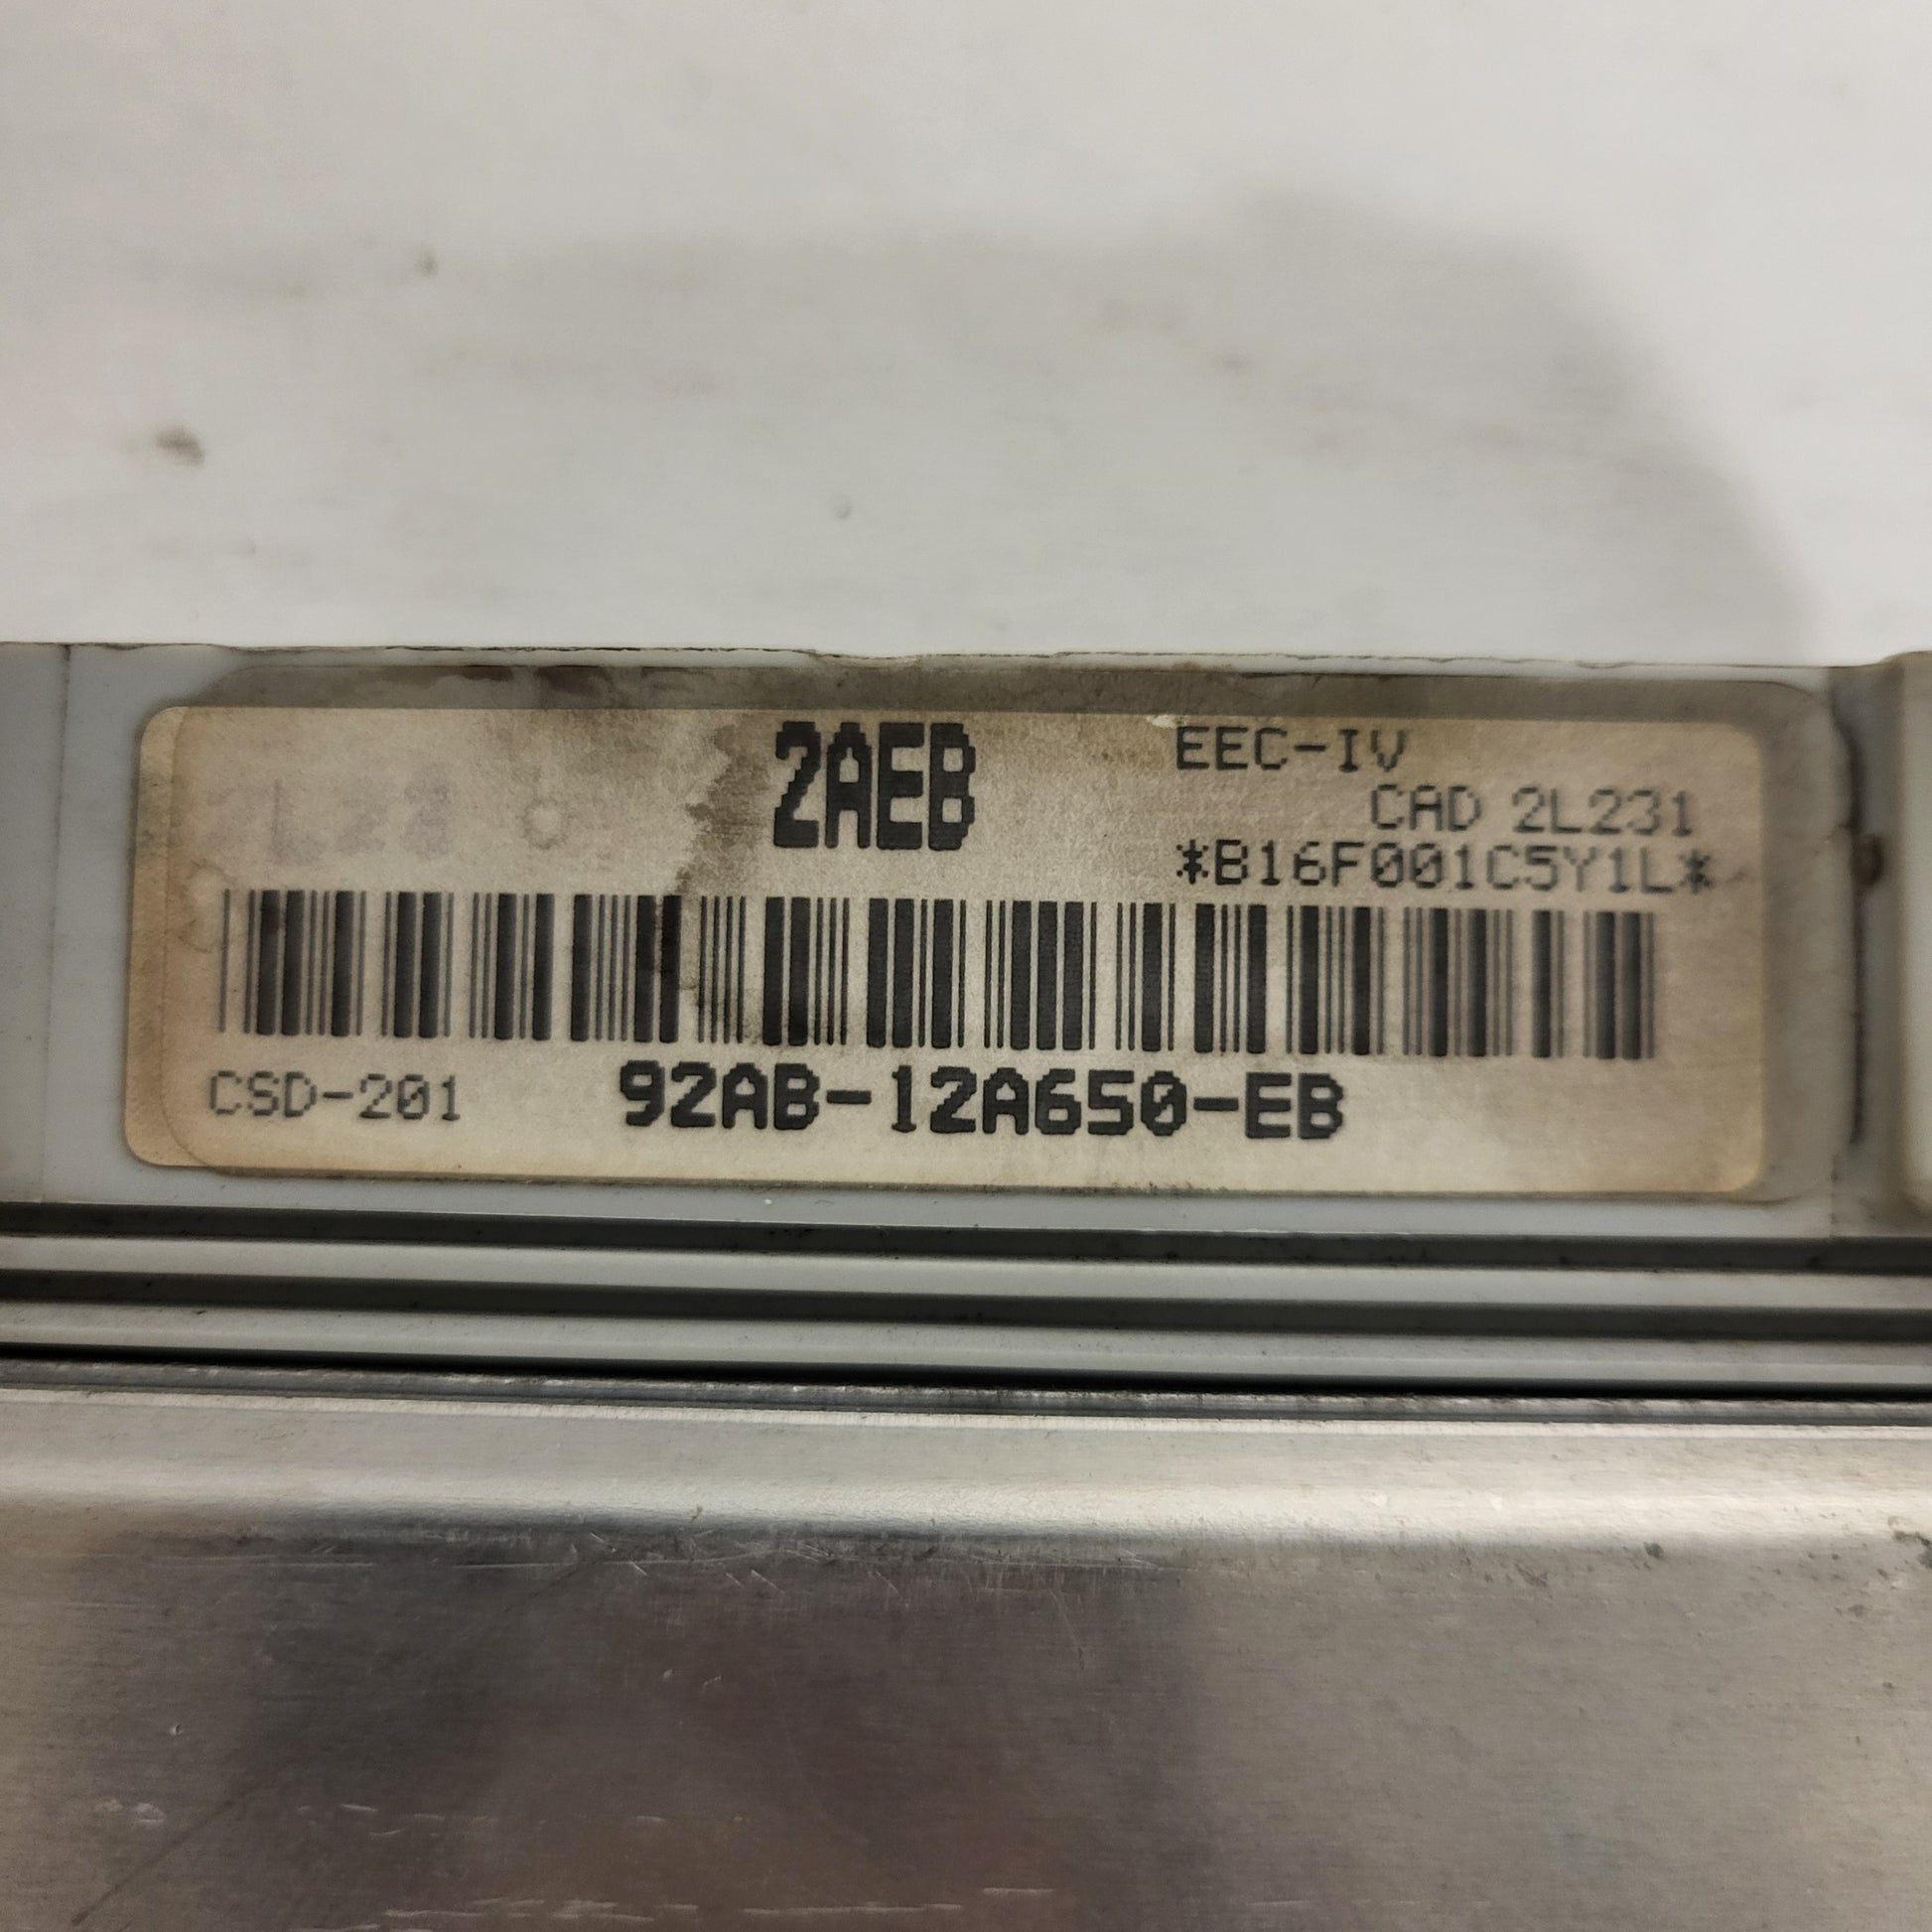 2AEB
EEC-IV
CAD 2L231
*B16F001C5Y1L*
CSD-201
92AB-12A650-EB